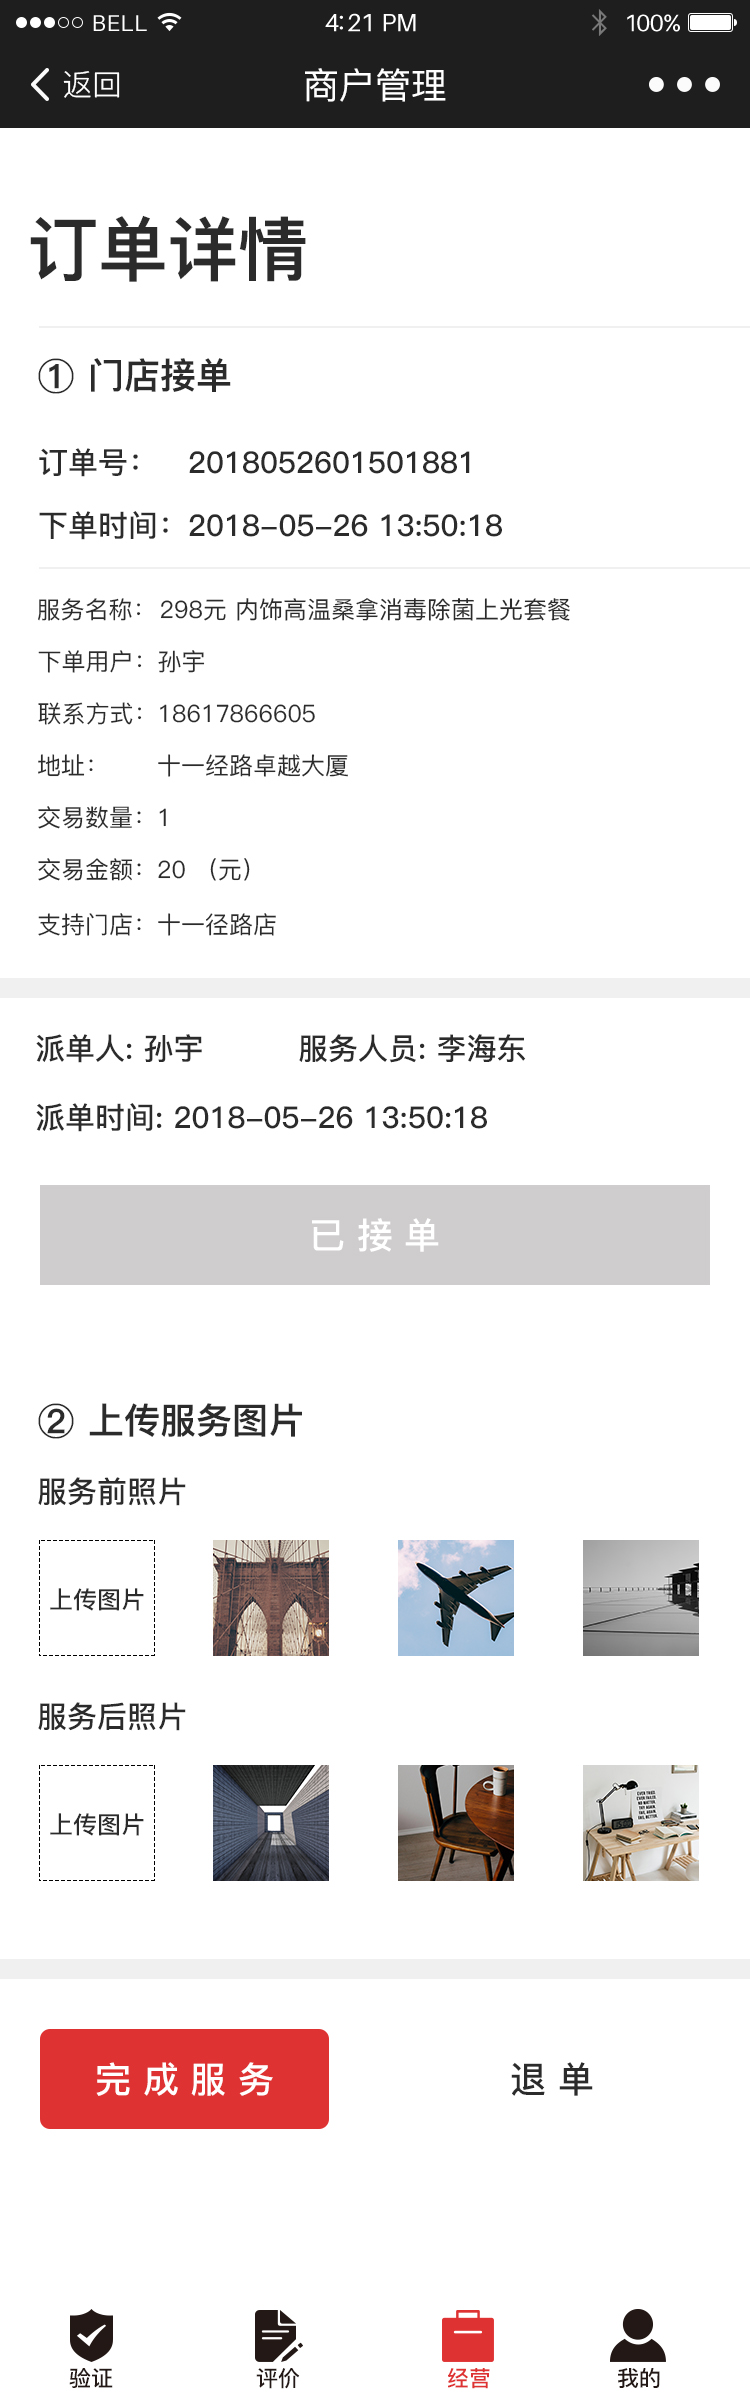 BELL 4:21 PM 100%
返回 商户管理
订单详情
① 门店接单
订单号： 2018052601501881
下单时间：2018-05-26 13:50:18
服务名称：298元 内饰高温桑拿消毒除菌上光套餐
下单用户：孙宇
联系方式：18617866605
地址： 十一经路卓越大厦
交易数量：1
交易金额：20 （元）
支持门店：十一径路店
派单人: 孙宇 服务人员: 李海东
派单时间: 2018-05-26 13:50:18
已接单
② 上传服务图片
服务前照片
上传图片
服务后照片
上传图片
完成服务 退单
验证 评价 经营 我的